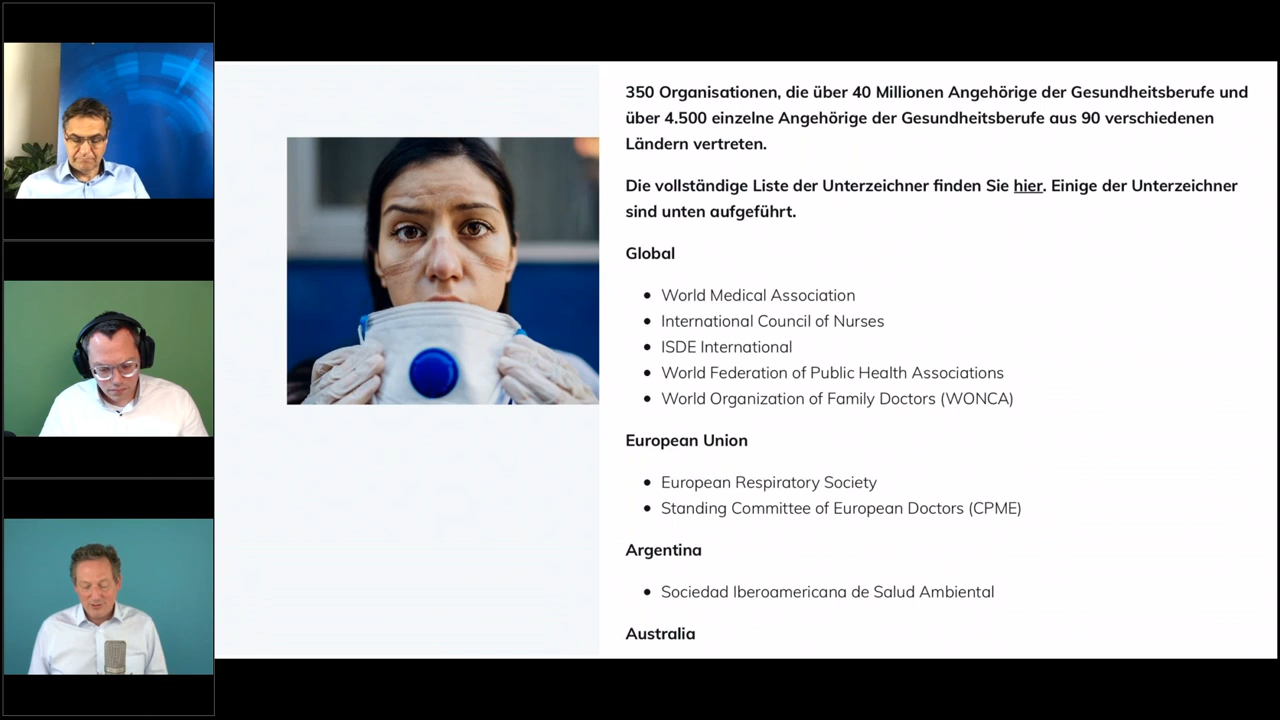 350 Organisationen, die über 40 Millionen Angehörige der Gesundheitsberufe und
über 4.500 einzelne Angehörige der Gesundheitsberufe aus 90 verschiedenen
Ländern vertreten.
Die vollständige Liste der Unterzeichner finden Sie hier. Einige der Unterzeichner
sind unten aufgeführt.
Global
World Medical Association
International Council of Nurses
ISDE International
World Federation of Public Health Associations
World Organization of Family Doctors (WONCA)
European Union
European Respiratory Society
Standing Committee of European Doctors (CPME)
Argentina
Sociedad Iberoamericana de Salud Ambiental
Australia